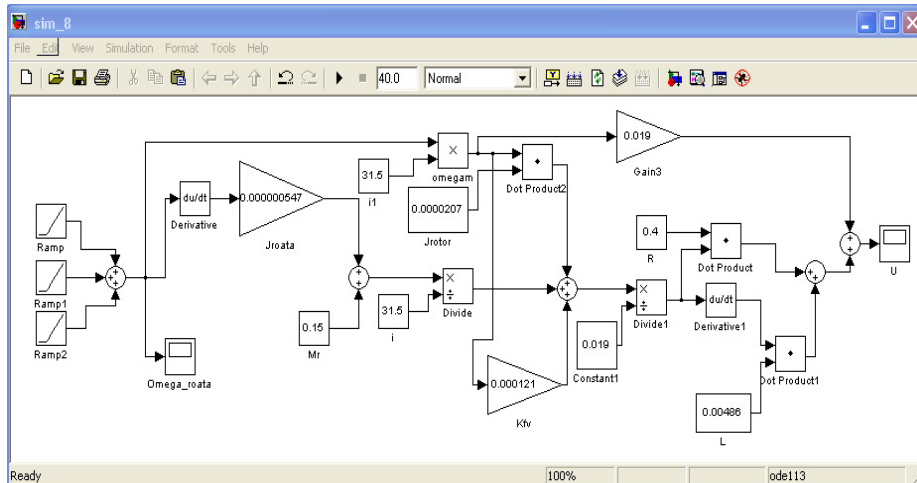 sim_8
File Edit View Simulation Format Tools Help
40.0 Normal
0.019
Gain3
×
omegam
31.5
i1
Dot Product2
0.0000207
Jrotor
du/dt
Derivative
0.000000547
Jroata
Ramp
Ramp1
Ramp2
Omega_roata
0.15
Mr
31.5
i
×
÷
Divide
0.000121
Kfv
×
÷
Divide1
0.019
Constant1
0.4
R
Dot Product
du/dt
Derivative1
Dot Product1
0.00486
L
U
Ready 100% ode113